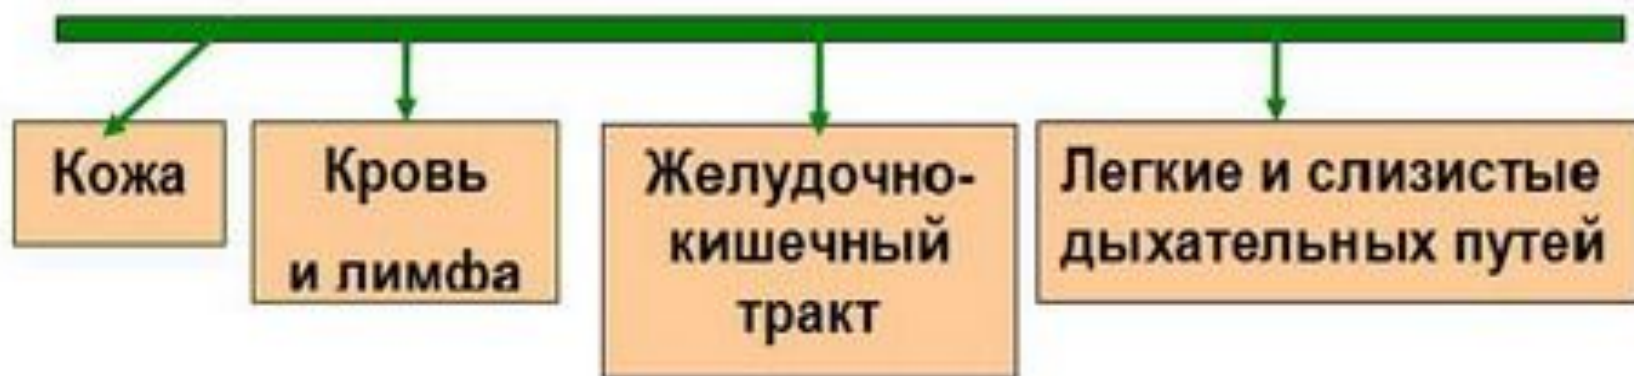 Кожа
Кровь
и лимфа
Желудочно-
кишечный
тракт
Легкие и слизистые
дыхательных путей